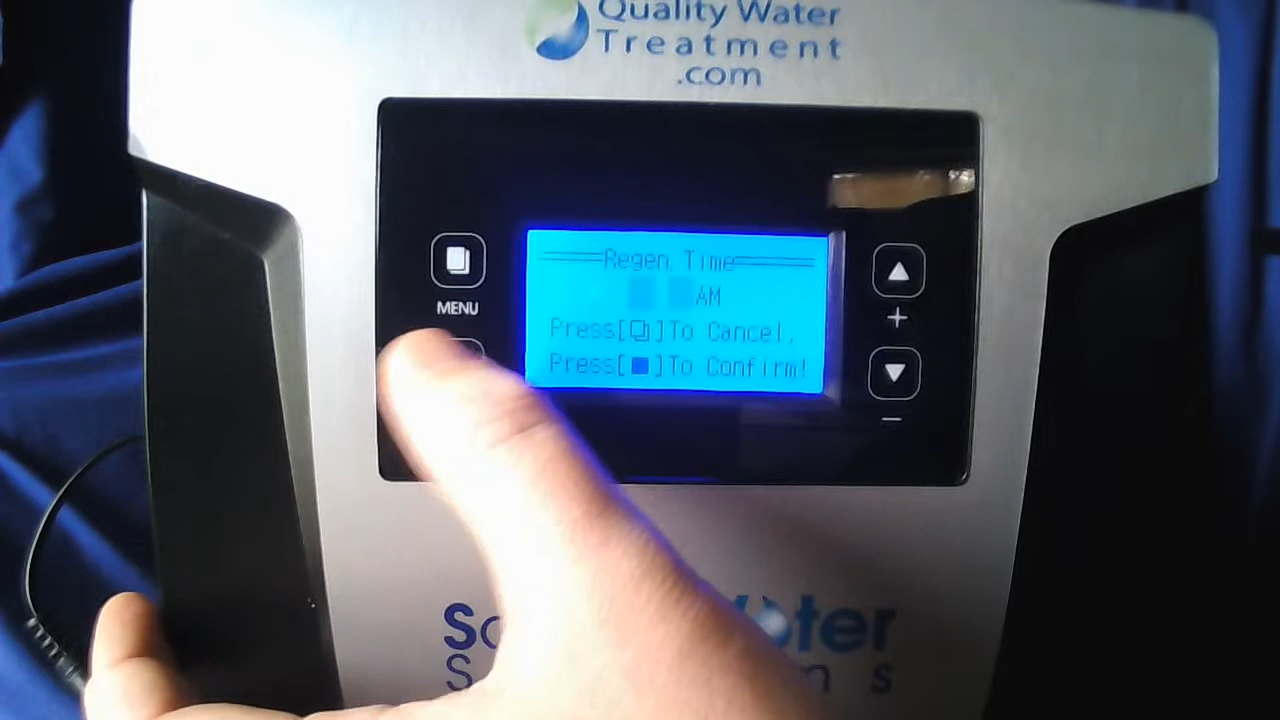 Quality Water
Treatment
.com
MENU
Regen Time
AM
Press[ ]To Cancel,
Press[ ]To Confirm!
+
−